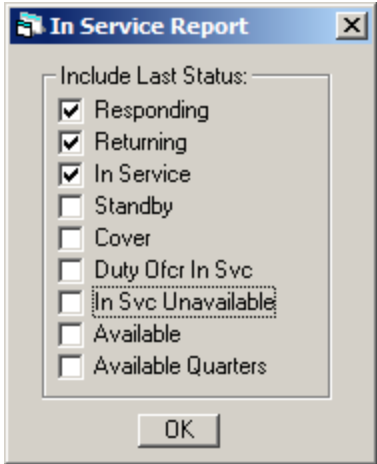 In Service Report
Include Last Status:
Responding
Returning
In Service
Standby
Cover
Duty Ofcr In Svc
In Svc Unavailable
Available
Available Quarters
OK